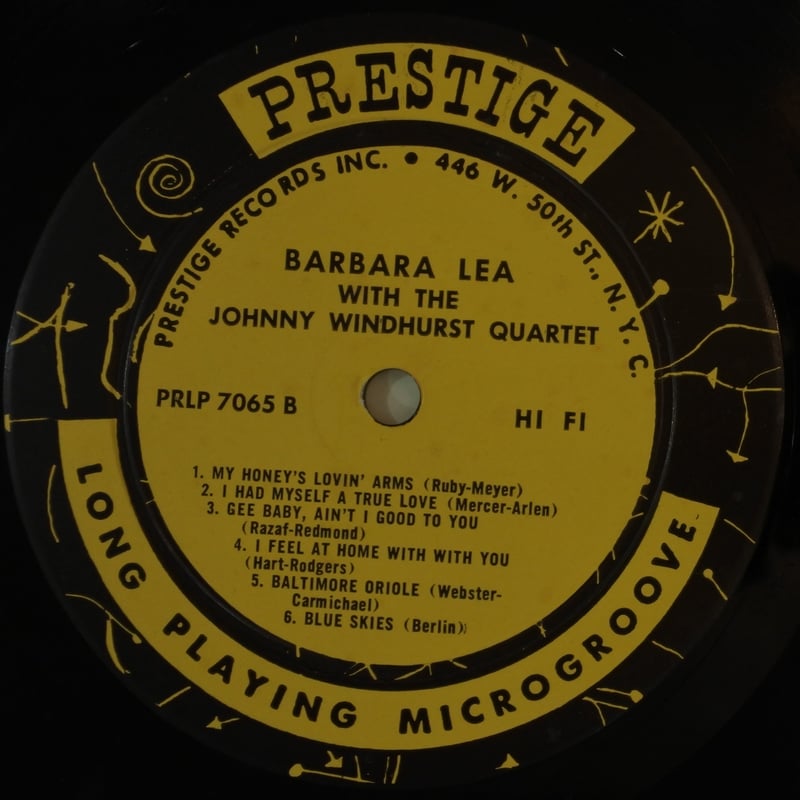 PRESTIGE
PRESTIGE RECORDS INC. • 446 W. 50th ST., N.Y.C.
BARBARA LEA
WITH THE
JOHNNY WINDHURST QUARTET
PRLP 7065 B
HI FI
1. MY HONEY'S LOVIN' ARMS (Ruby-Meyer)
2. I HAD MYSELF A TRUE LOVE (Mercer-Arlen)
3. GEE BABY, AIN'T I GOOD TO YOU
(Razaf-Redmond)
4. I FEEL AT HOME WITH WITH YOU
(Hart-Rodgers)
5. BALTIMORE ORIOLE (Webster-
Carmichael)
6. BLUE SKIES (Berlin))
LONG PLAYING MICROGROOVE